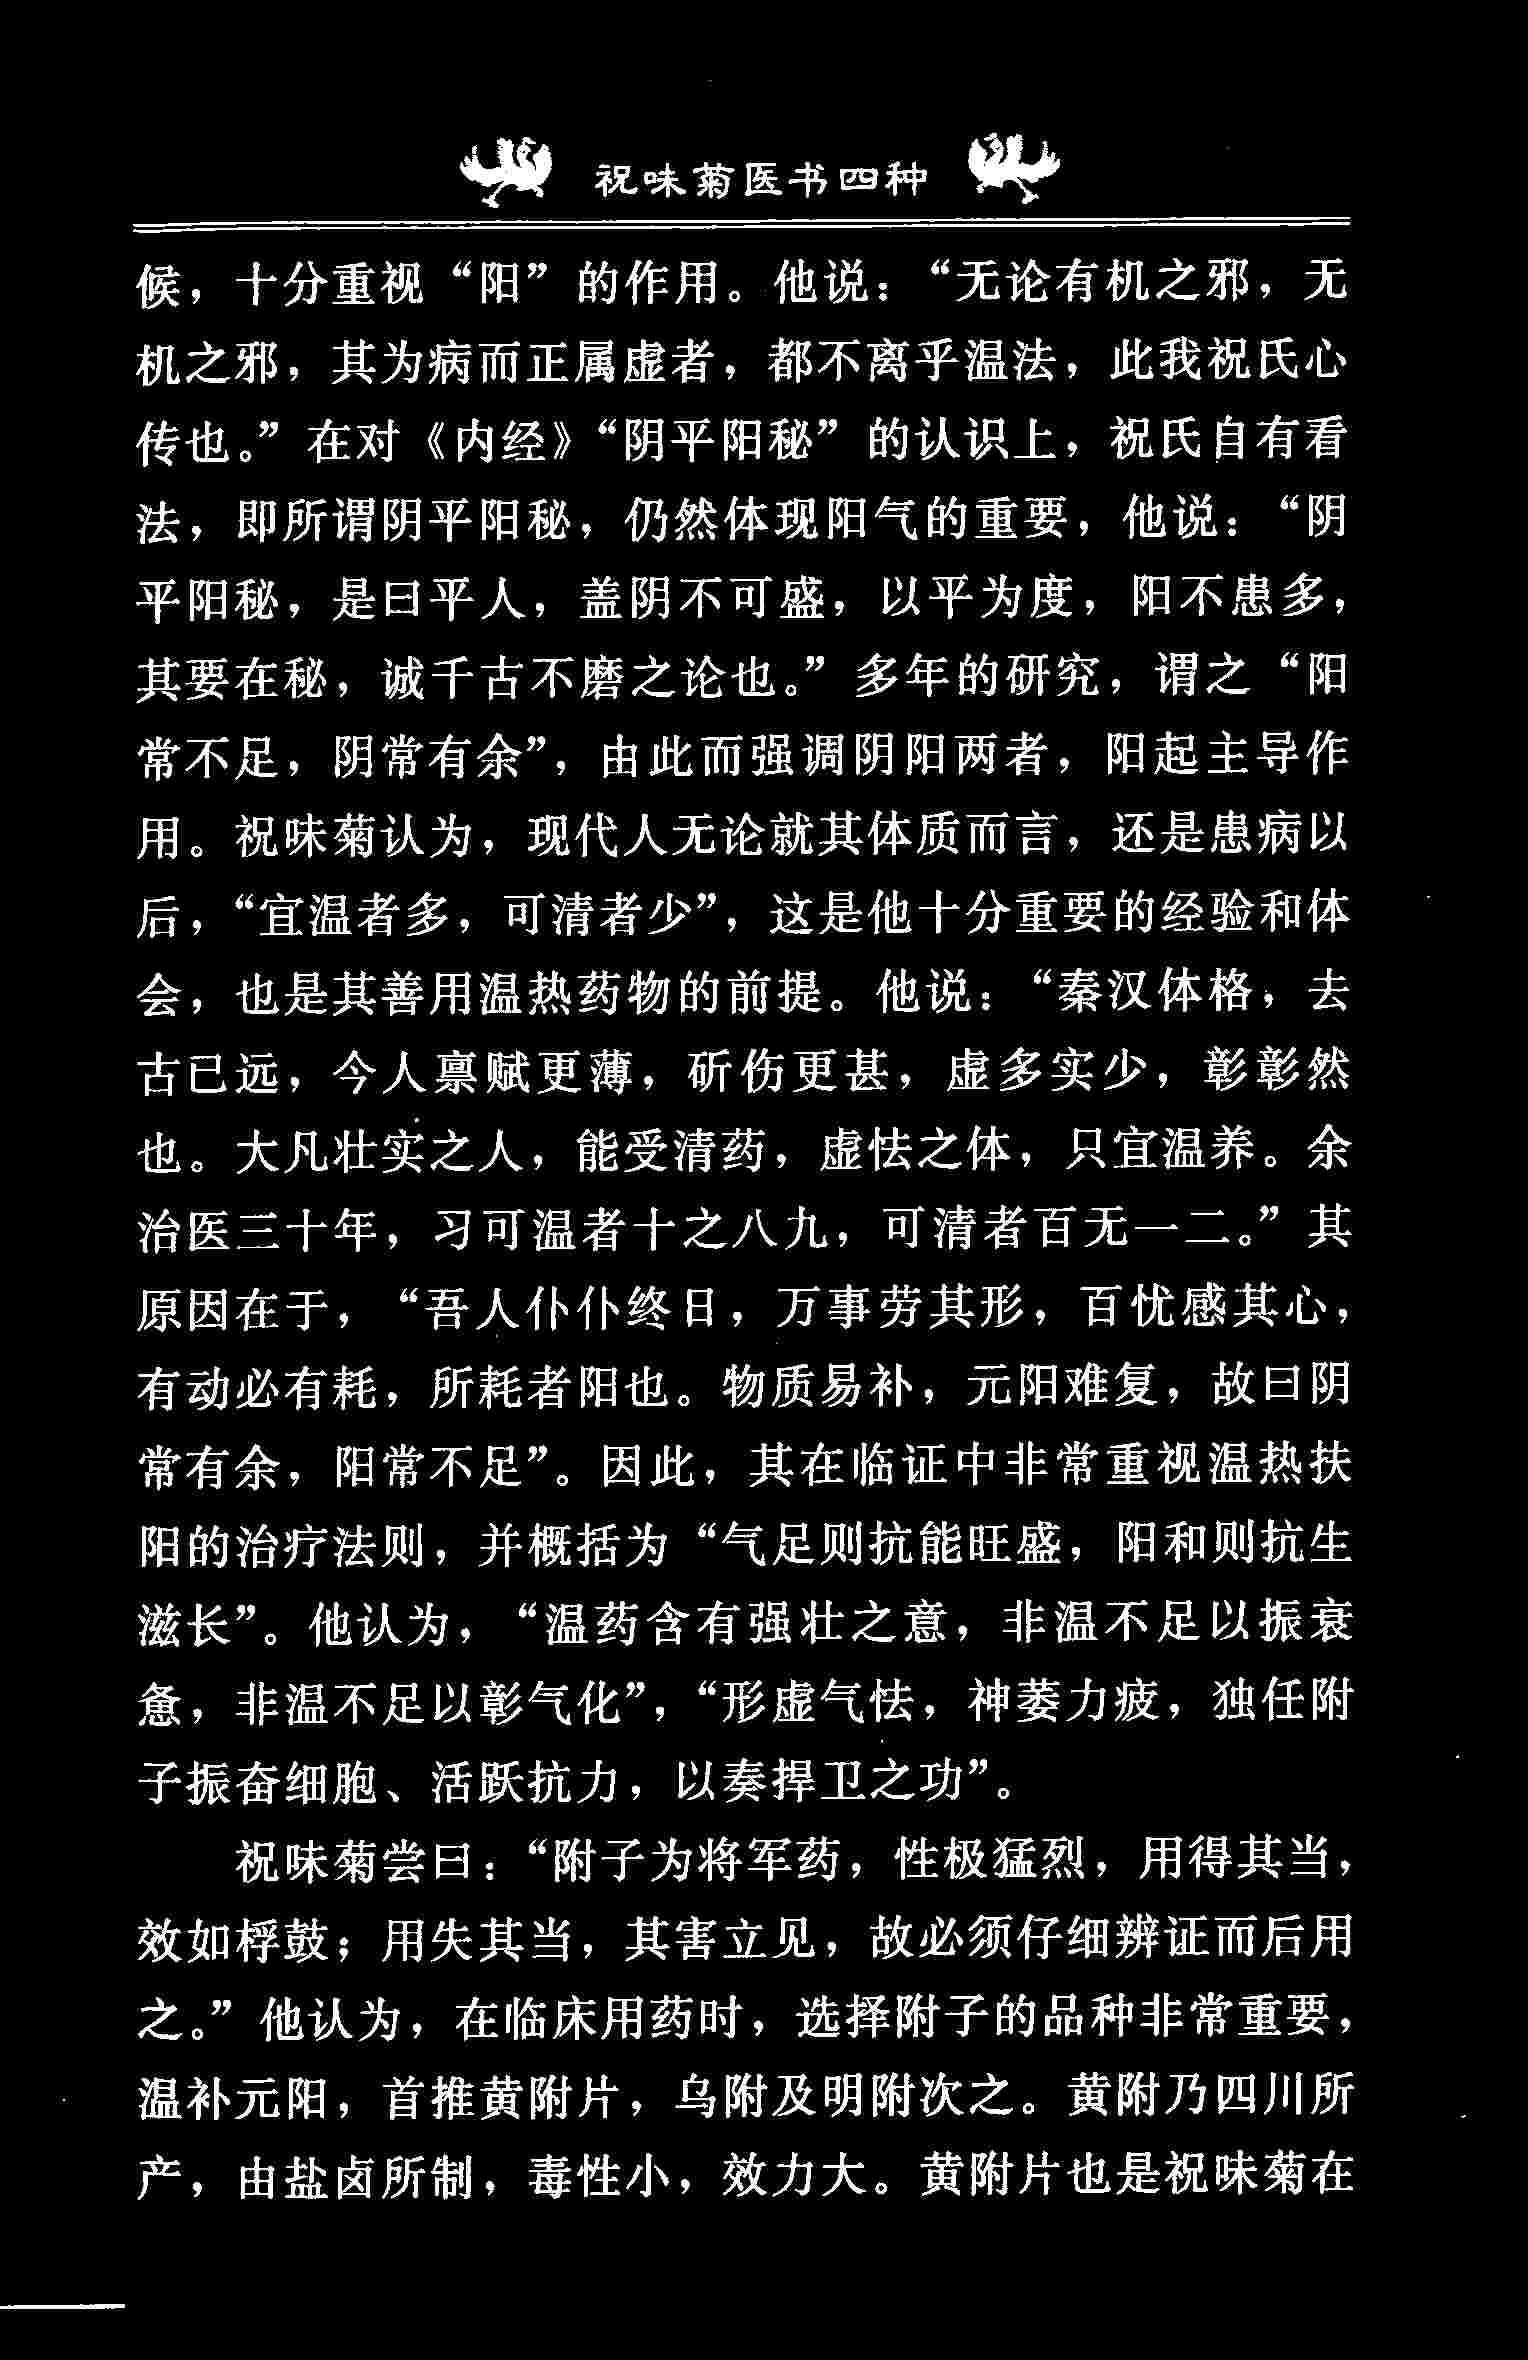 祝味菊医书四种
候，十分重视“阳”的作用。他说：“无论有机之邪，无
机之邪，其为病而正属虚者，都不离乎温法，此我祝氏心
传也。”在对《内经》“阴平阳秘”的认识上，祝氏自有看
法，即所谓阴平阳秘，仍然体现阳气的重要，他说：“阴
平阳秘，是曰平人，盖阴不可盛，以平为度，阳不患多，
其要在秘，诚千古不磨之论也。”多年的研究，谓之“阳
常不足，阴常有余”，由此而强调阴阳两者，阳起主导作
用。祝味菊认为，现代人无论就其体质而言，还是患病以
后，“宜温者多，可清者少”，这是他十分重要的经验和体
会，也是其善用温热药物的前提。他说：“秦汉体格，去
古已远，今人禀赋更薄，斫伤更甚，虚多实少，彰彰然
也。大凡壮实之人，能受清药，虚怯之体，只宜温养。余
治医三十年，习可温者十之八九，可清者百无一二。”其
原因在于，“吾人仆仆终日，万事劳其形，百忧感其心，
有动必有耗，所耗者阳也。物质易补，元阳难复，故曰阴
常有余，阳常不足”。因此，其在临证中非常重视温热扶
阳的治疗法则，并概括为“气足则抗能旺盛，阳和则抗生
滋长”。他认为，“温药含有强壮之意，非温不足以振衰
惫，非温不足以彰气化”，“形虚气怯，神萎力疲，独任附
子振奋细胞、活跃抗力，以奏捍卫之功”。
祝味菊尝曰：“附子为将军药，性极猛烈，用得其当，
效如桴鼓；用失其当，其害立见，故必须仔细辨证而后用
之。”他认为，在临床用药时，选择附子的品种非常重要，
温补元阳，首推黄附片，乌附及明附次之。黄附乃四川所
产，由盐卤所制，毒性小，效力大。黄附片也是祝味菊在